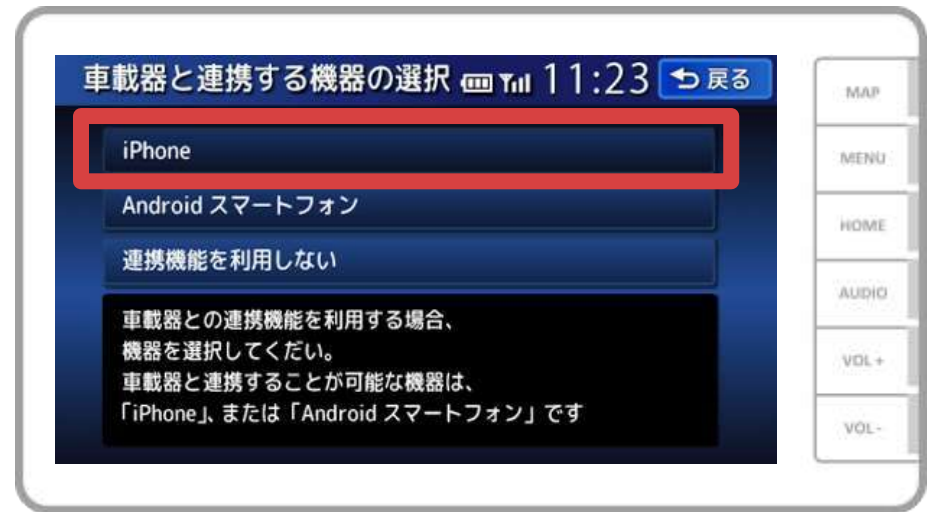 車載器と連携する機器の選択 11:23 戻る
iPhone
Android スマートフォン
連携機能を利用しない
車載器との連携機能を利用する場合、
機器を選択してくだい。
車載器と連携することが可能な機器は、
「iPhone」、または「Android スマートフォン」です
MAP
MENU
HOME
AUDIO
VOL +
VOL -